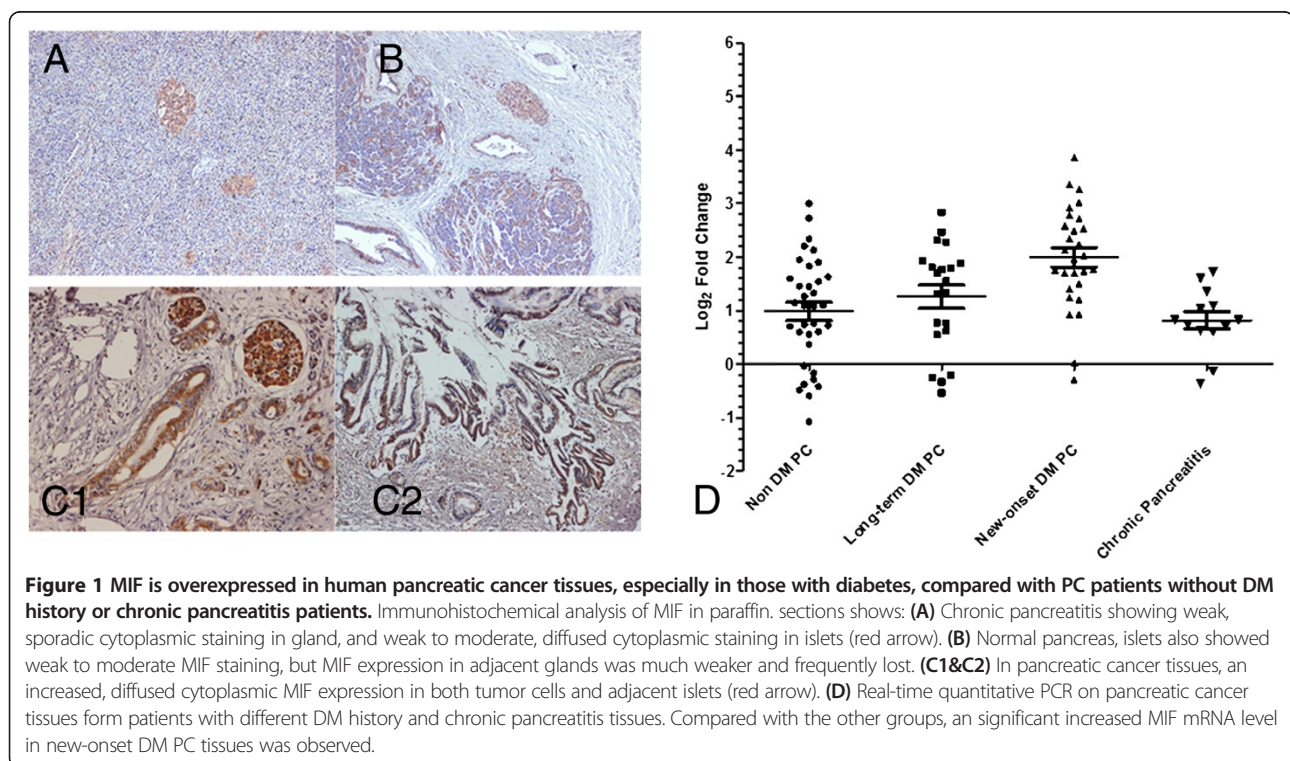 A
B
C1
C2
D
Log2 Fold Change
6
5
4
3
2
1
0
-1
-2
Non DM PC
Long-term DM PC
New-onset DM PC
Chronic Pancreatitis
Figure 1 MIF is overexpressed in human pancreatic cancer tissues, especially in those with diabetes, compared with PC patients without DM
history or chronic pancreatitis patients. Immunohistochemical analysis of MIF in paraffin. sections shows: (A) Chronic pancreatitis showing weak,
sporadic cytoplasmic staining in gland, and weak to moderate, diffused cytoplasmic staining in islets (red arrow). (B) Normal pancreas, islets also showed
weak to moderate MIF staining, but MIF expression in adjacent glands was much weaker and frequently lost. (C1&C2) In pancreatic cancer tissues, an
increased, diffused cytoplasmic MIF expression in both tumor cells and adjacent islets (red arrow). (D) Real-time quantitative PCR on pancreatic cancer
tissues form patients with different DM history and chronic pancreatitis tissues. Compared with the other groups, an significant increased MIF mRNA level
in new-onset DM PC tissues was observed.